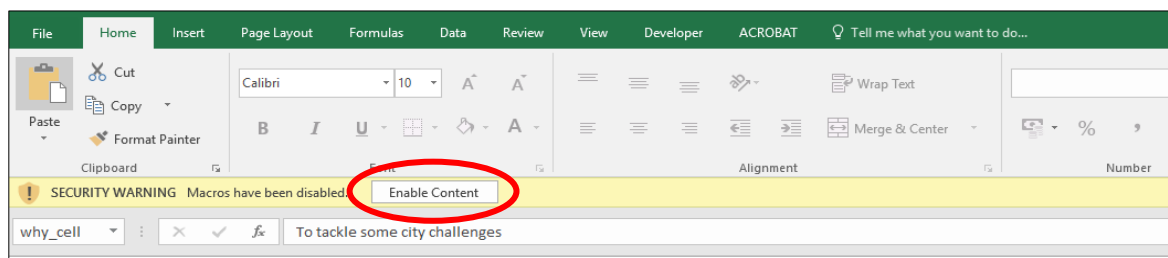 File Home Insert Page Layout Formulas Data Review View Developer ACROBAT Tell me what you want to do...
Cut
Calibri 10 A A Wrap Text
Copy
Paste
B I U A Merge & Center % ,
Format Painter
Clipboard Font Alignment Number
SECURITY WARNING Macros have been disabled. Enable Content
why_cell fx To tackle some city challenges